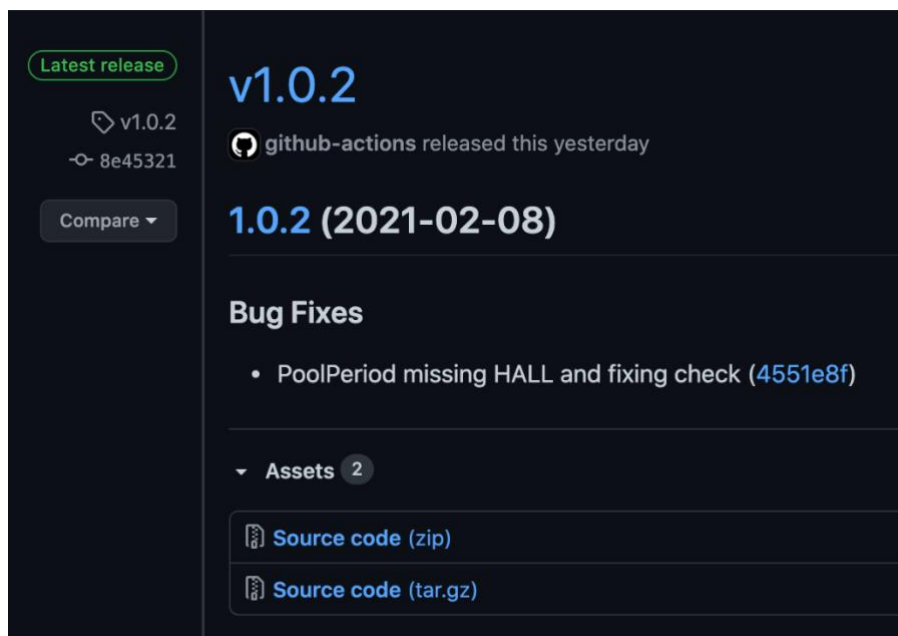 Latest release
v1.0.2
8e45321
Compare
v1.0.2
github-actions released this yesterday
1.0.2 (2021-02-08)
Bug Fixes
• PoolPeriod missing HALL and fixing check (4551e8f)
Assets 2
Source code (zip)
Source code (tar.gz)